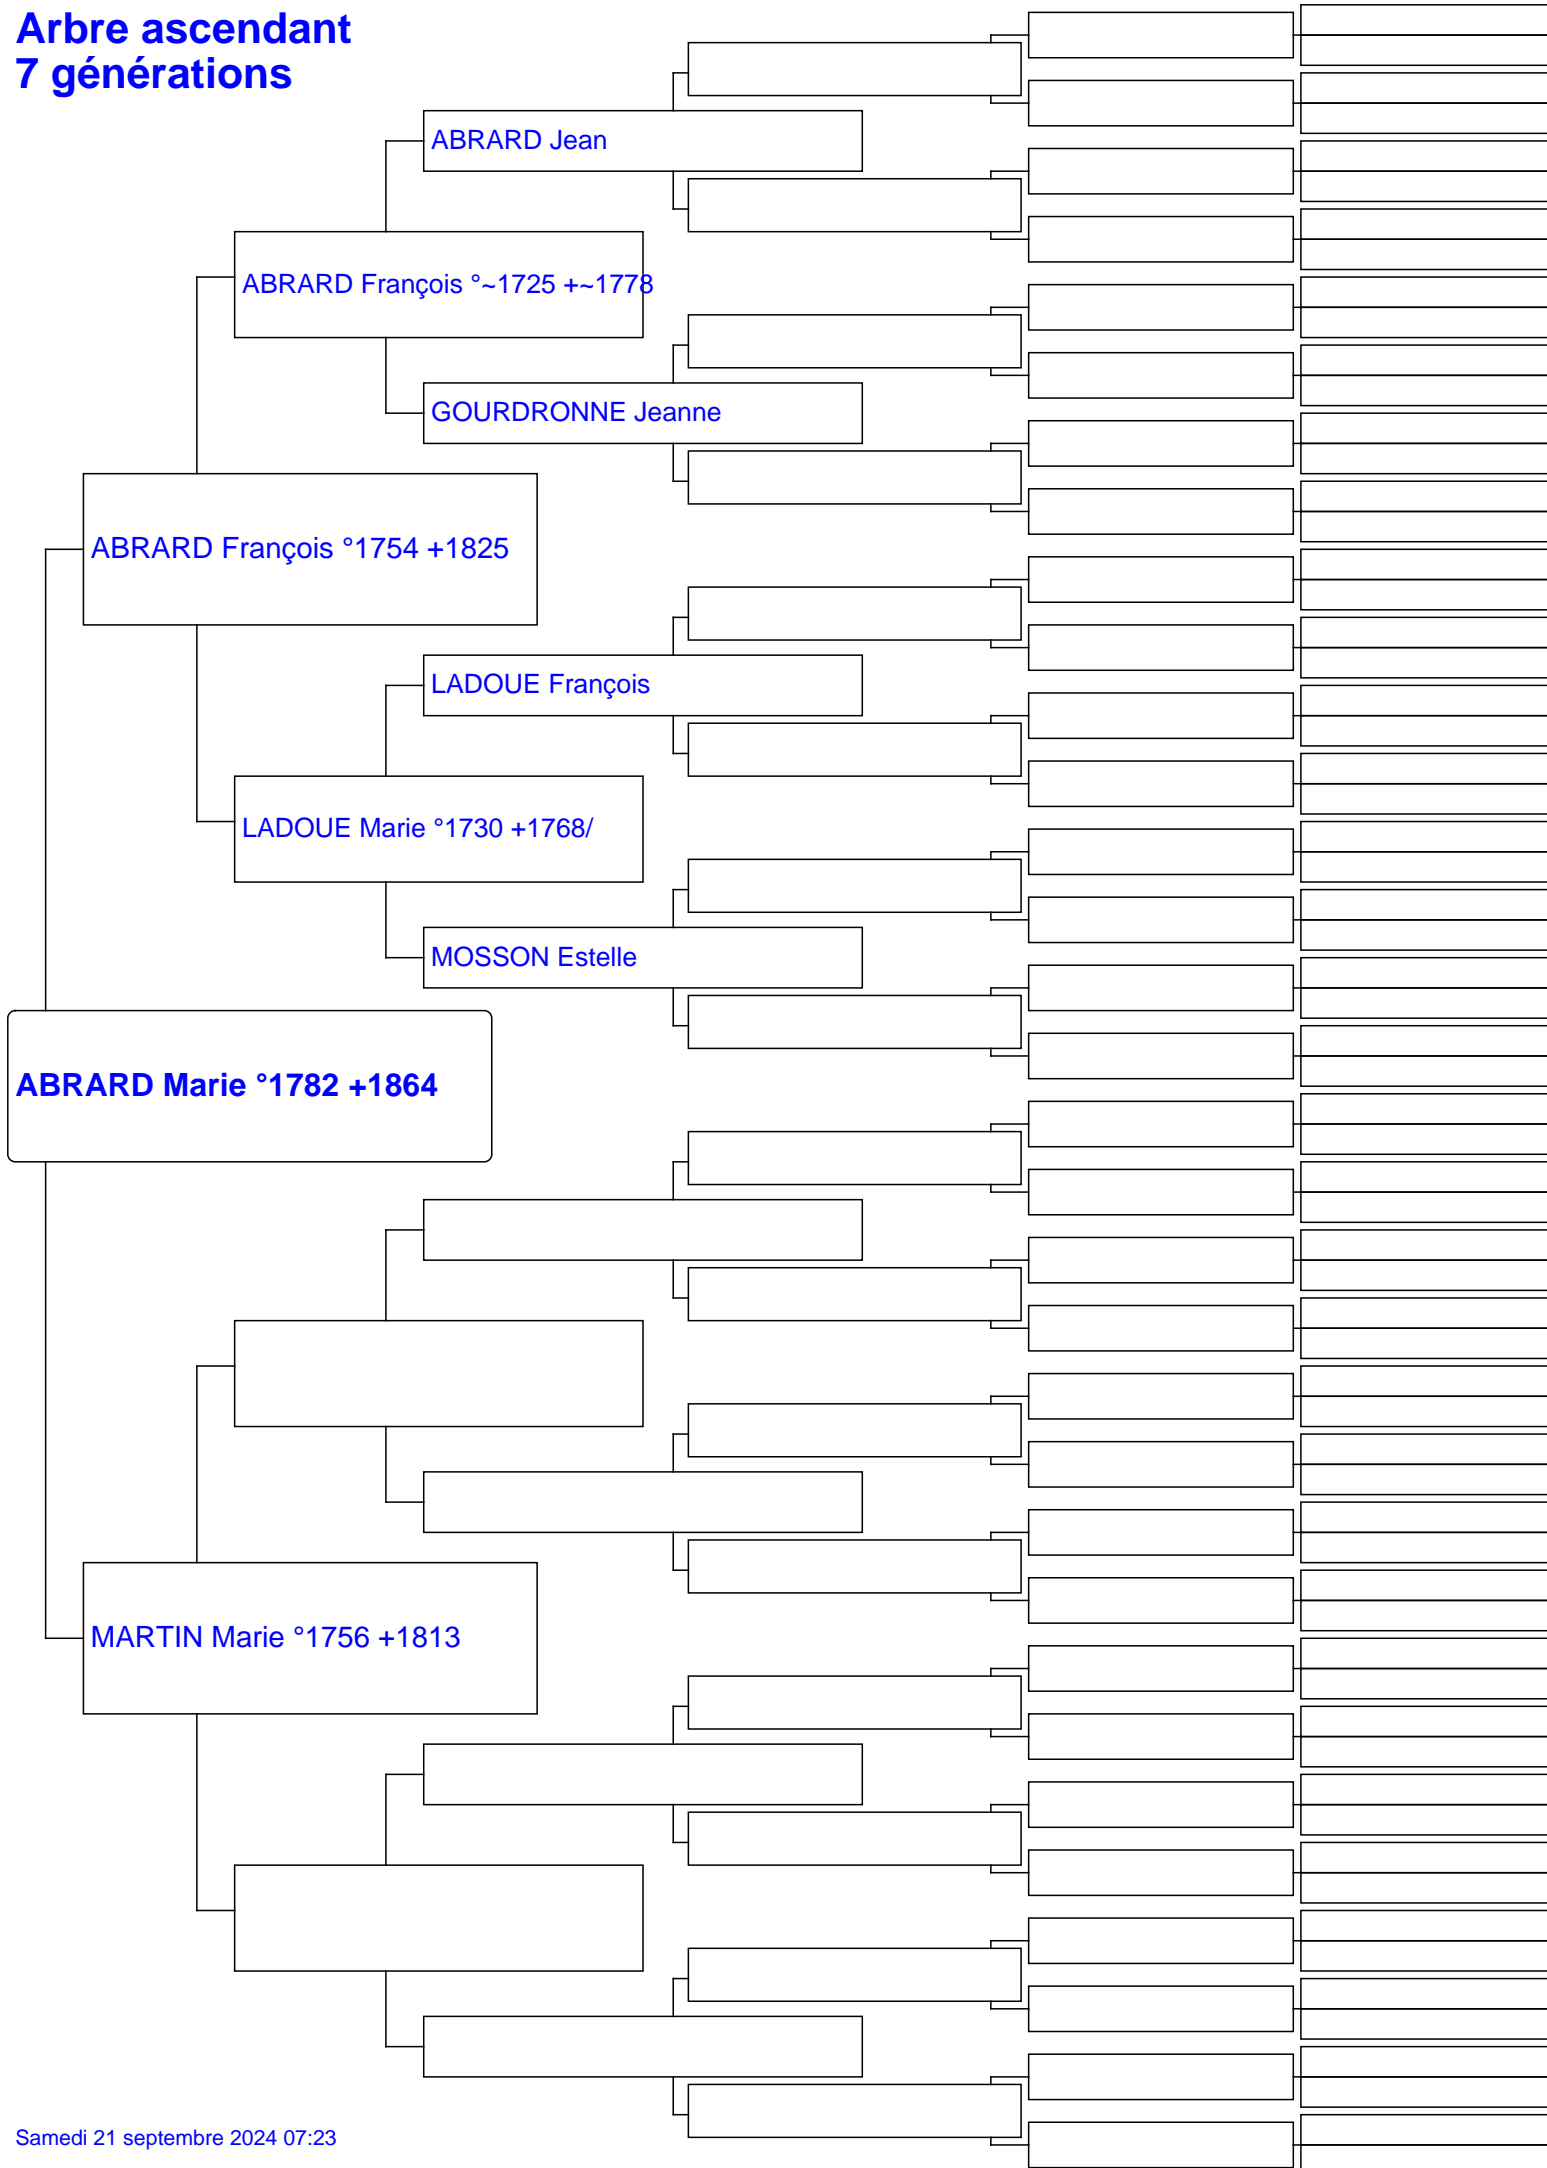 Arbre ascendant
7 générations
ABRARD Jean
ABRARD François °~1725 +~1778
GOURDRONNE Jeanne
ABRARD François °1754 +1825
LADOUE François
LADOUE Marie °1730 +1768/
MOSSON Estelle
ABRARD Marie °1782 +1864
MARTIN Marie °1756 +1813
Samedi 21 septembre 2024 07:23